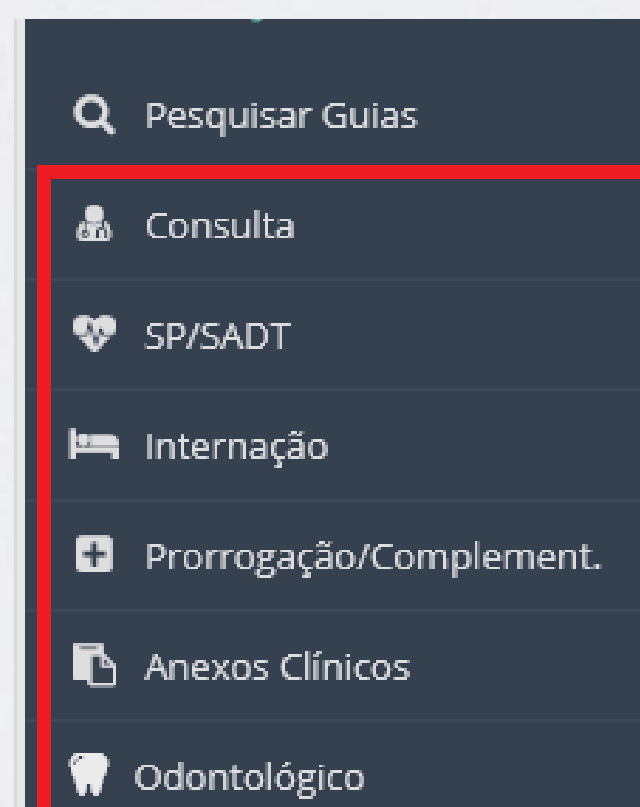 Pesquisar Guias
Consulta
SP/SADT
Internação
Prorrogação/Complement.
Anexos Clínicos
Odontológico